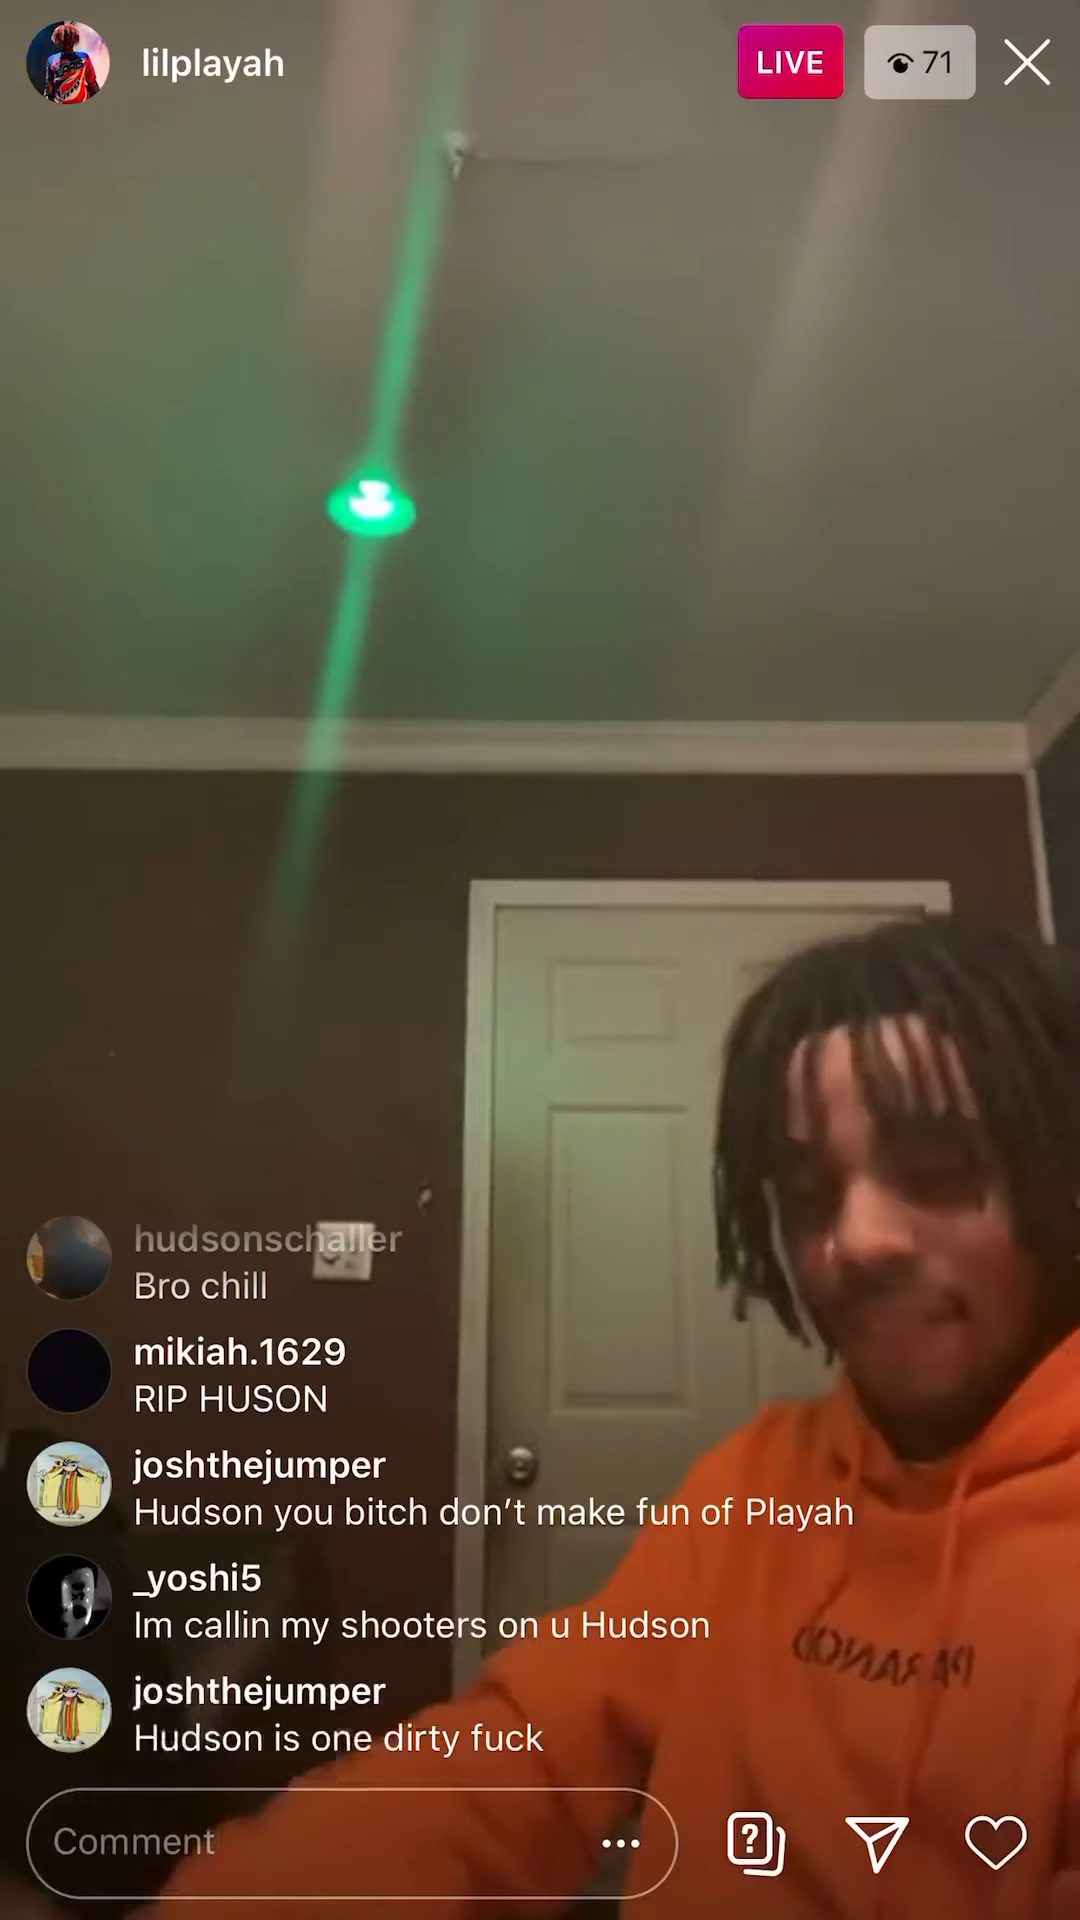 lilplayah
LIVE
71
hudsonschaller
Bro chill
mikiah.1629
RIP HUSON
joshthejumper
Hudson you bitch don’t make fun of Playah
_yoshi5
Im callin my shooters on u Hudson
joshthejumper
Hudson is one dirty fuck
Comment